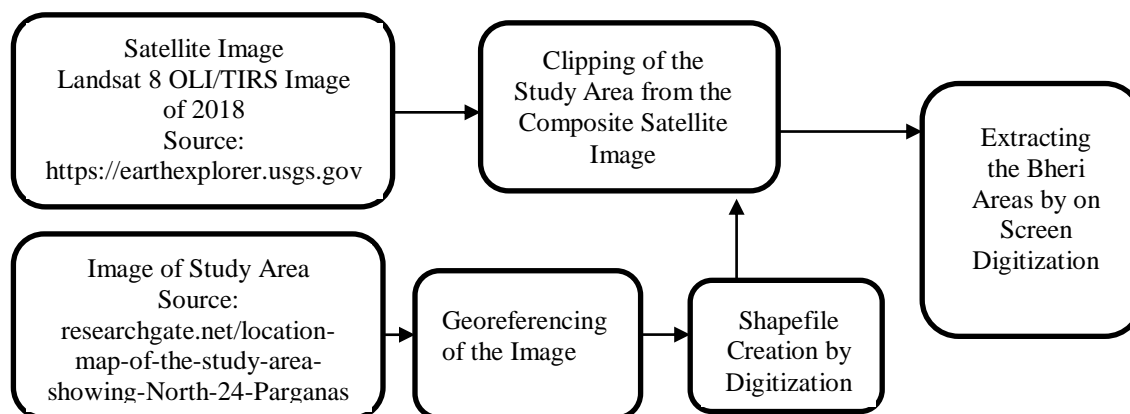 Satellite Image
Landsat 8 OLI/TIRS Image
of 2018
Source:
https://earthexplorer.usgs.gov
Clipping of the
Study Area from the
Composite Satellite
Image
Extracting
the Bheri
Areas by on
Screen
Digitization
Image of Study Area
Source:
researchgate.net/location-
map-of-the-study-area-
showing-North-24-Parganas
Georeferencing
of the Image
Shapefile
Creation by
Digitization